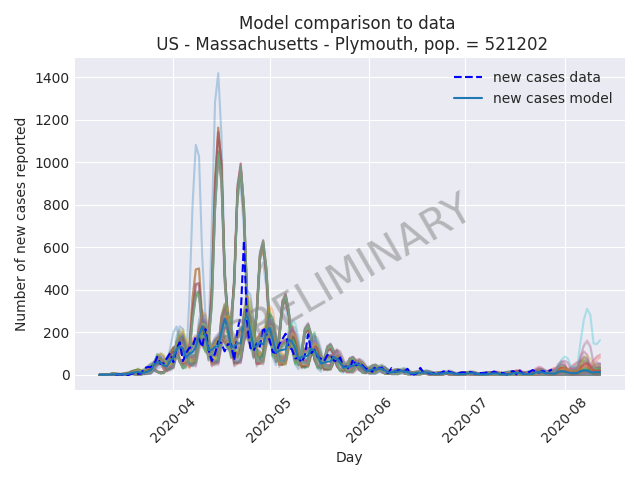 Model comparison to data
US - Massachusetts - Plymouth, pop. = 521202
new cases data
new cases model
PRELIMINARY
Number of new cases reported
1400
1200
1000
800
600
400
200
0
2020-04
2020-05
2020-06
2020-07
2020-08
Day